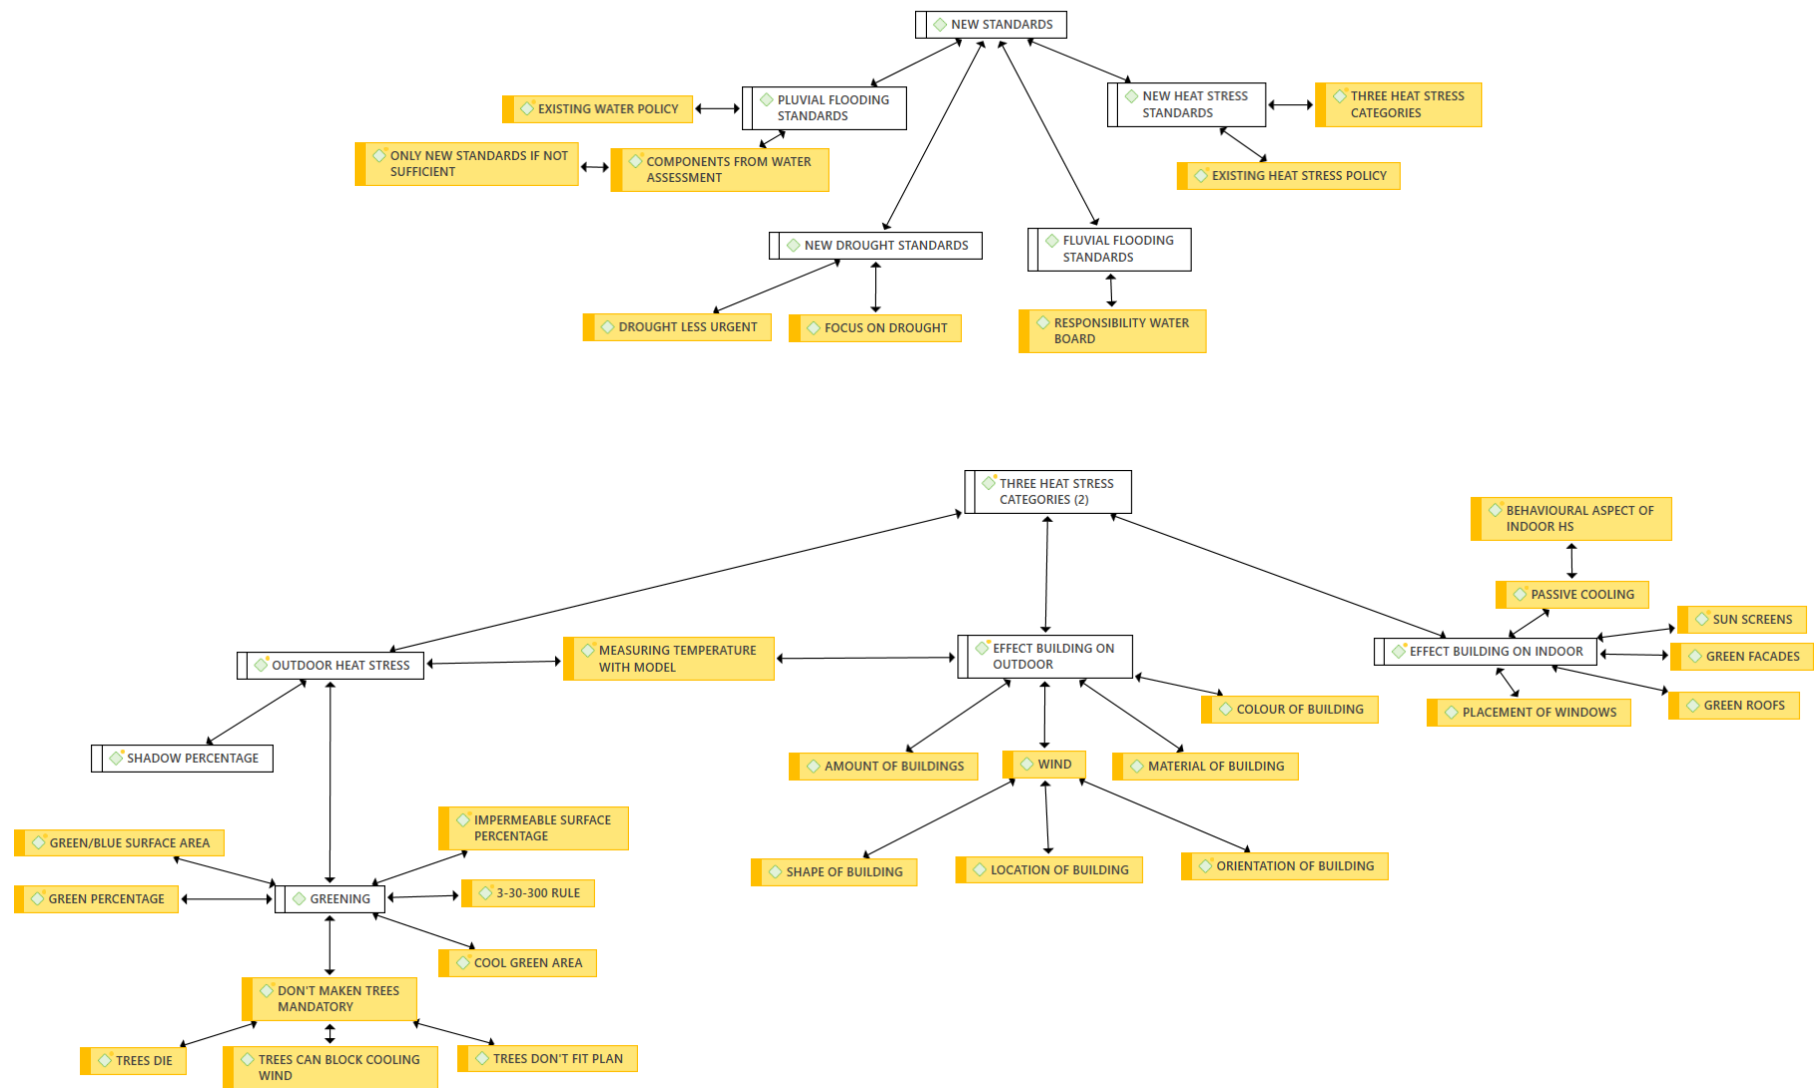 NEW STANDARDS
PLUVIAL FLOODING
STANDARDS
EXISTING WATER POLICY
NEW HEAT STRESS
STANDARDS
THREE HEAT STRESS
CATEGORIES
ONLY NEW STANDARDS IF NOT
SUFFICIENT
COMPONENTS FROM WATER
ASSESSMENT
EXISTING HEAT STRESS POLICY
NEW DROUGHT STANDARDS
FLUVIAL FLOODING
STANDARDS
DROUGHT LESS URGENT
FOCUS ON DROUGHT
RESPONSIBILITY WATER
BOARD
THREE HEAT STRESS
CATEGORIES (2)
BEHAVIOURAL ASPECT OF
INDOOR HS
PASSIVE COOLING
SUN SCREENS
OUTDOOR HEAT STRESS
MEASURING TEMPERATURE
WITH MODEL
EFFECT BUILDING ON
OUTDOOR
EFFECT BUILDING ON INDOOR
GREEN FACADES
GREEN ROOFS
PLACEMENT OF WINDOWS
COLOUR OF BUILDING
SHADOW PERCENTAGE
AMOUNT OF BUILDINGS
WIND
MATERIAL OF BUILDING
IMPERMEABLE SURFACE
PERCENTAGE
GREEN/BLUE SURFACE AREA
SHAPE OF BUILDING
LOCATION OF BUILDING
ORIENTATION OF BUILDING
GREEN PERCENTAGE
GREENING
3-30-300 RULE
COOL GREEN AREA
DON'T MAKEN TREES
MANDATORY
TREES DIE
TREES CAN BLOCK COOLING
WIND
TREES DON'T FIT PLAN